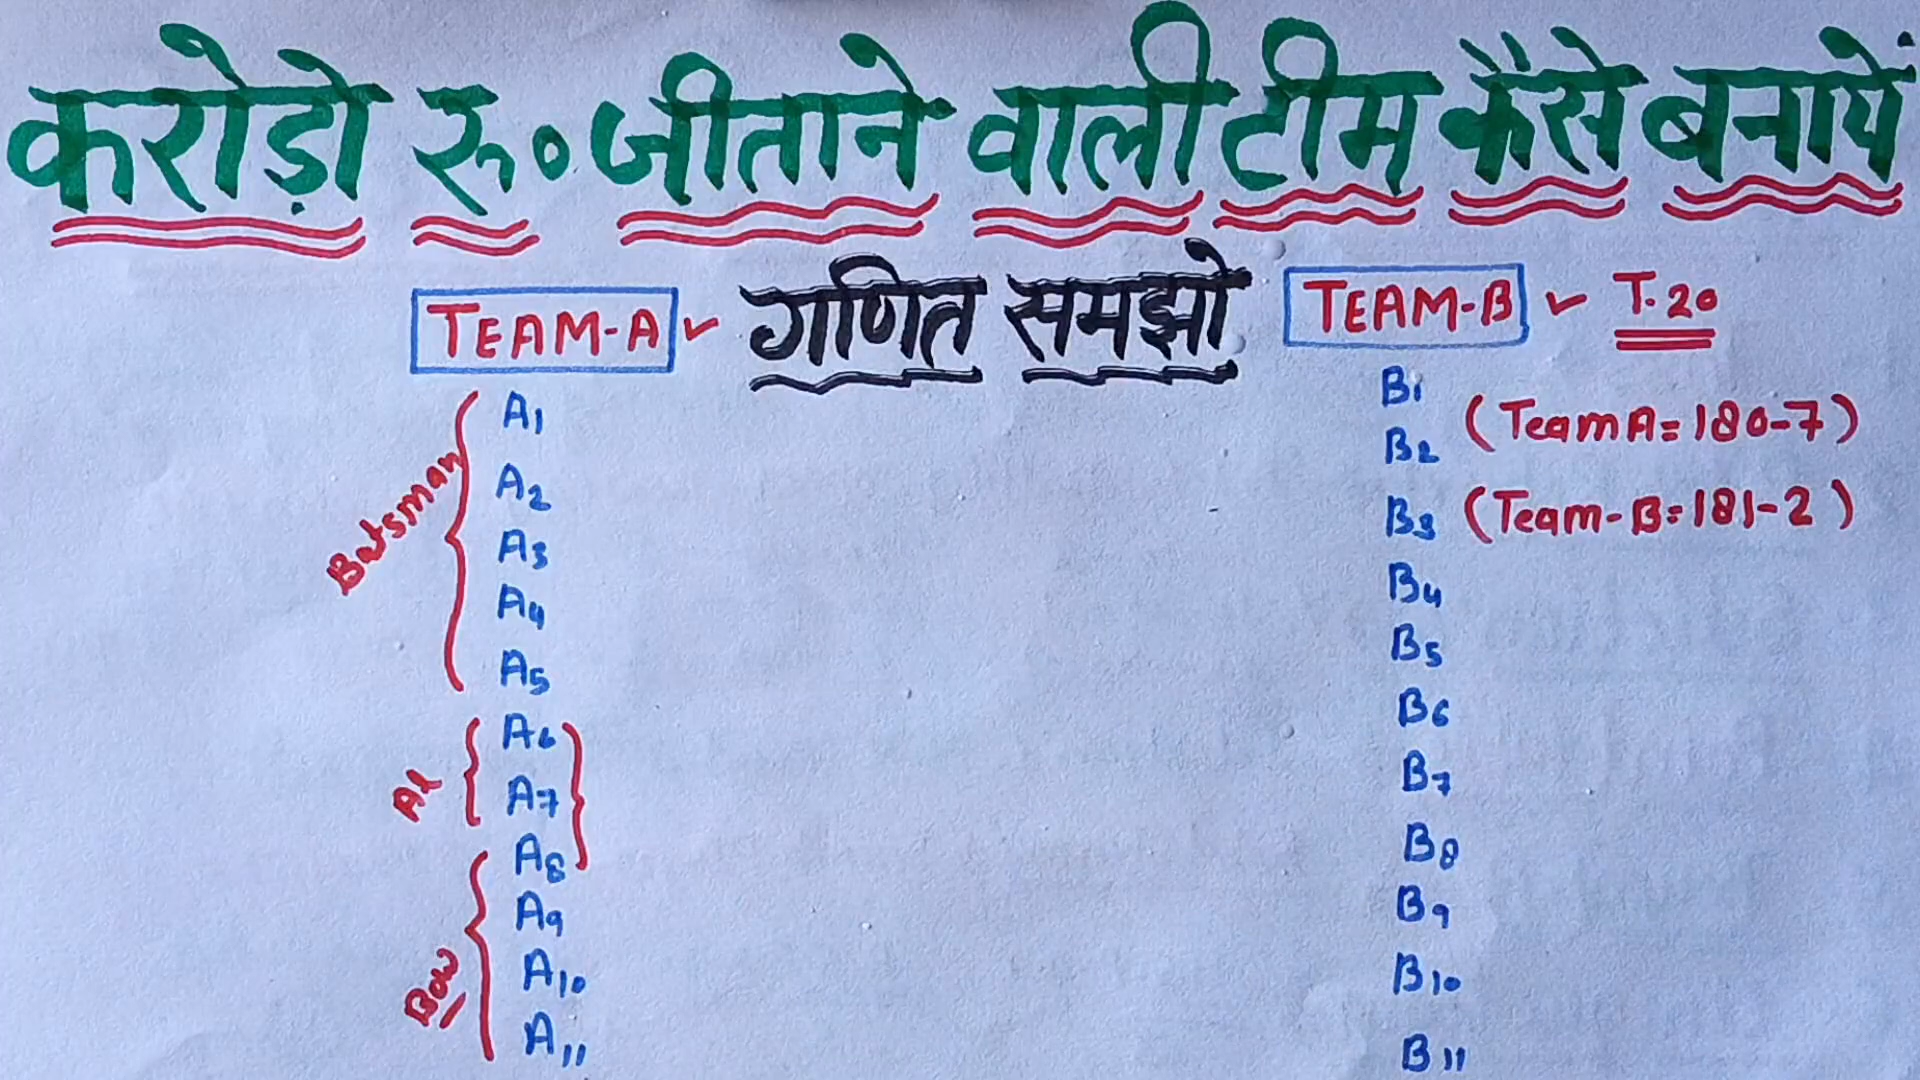 करोड़ो रु० जीताने वाली टीम कैसे बनायें
TEAM-A गणित समझो TEAM-B T.20
Batsman
A1
A2
A3
A4
A5
Al
A6
A7
Bow
A8
A9
A10
A11
B1
(Team A = 180-7)
B2
B3 (Team-B = 181-2)
B4
B5
B6
B7
B8
B9
B10
B11